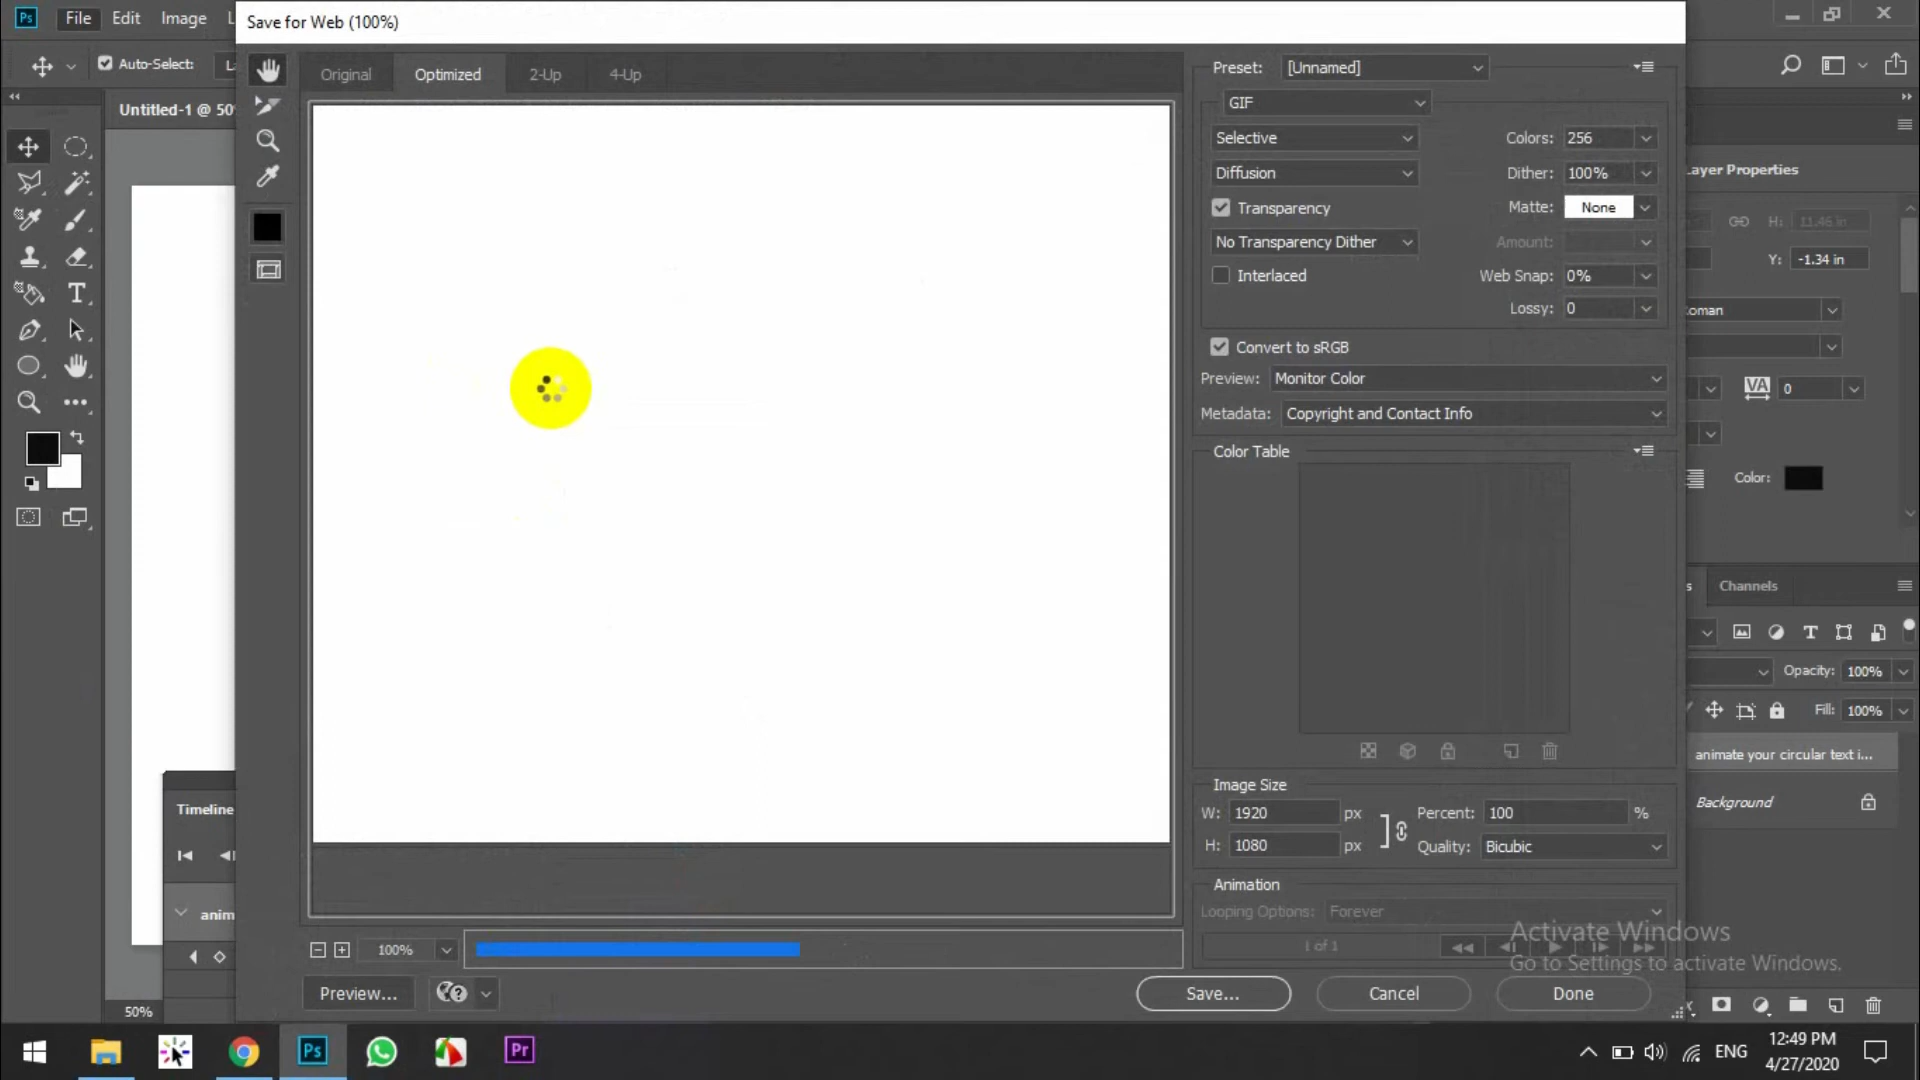 Ps File Edit Image
Save for Web (100%)
Auto-Select:
Untitled-1 @ 50%
Original Optimized 2-Up 4-Up
Preset: [Unnamed]
GIF
Selective Colors: 256
Diffusion Dither: 100%
Transparency Matte: None
No Transparency Dither Amount:
Interlaced Web Snap: 0%
Lossy: 0
Convert to sRGB
Preview: Monitor Color
Metadata: Copyright and Contact Info
Color Table
Layer Properties
H: 11.46 in
Y: -1.34 in
VA 0
Color:
Channels
Opacity: 100%
Fill: 100%
animate your circular text i...
Background
Image Size
W: 1920 px Percent: 100 %
H: 1080 px Quality: Bicubic
Animation
Looping Options: Forever
1 of 1
Activate Windows
Go to Settings to activate Windows.
Timeline
anim
50%
100%
Preview... Save... Cancel Done
Ps Pr
ENG
12:49 PM
4/27/2020